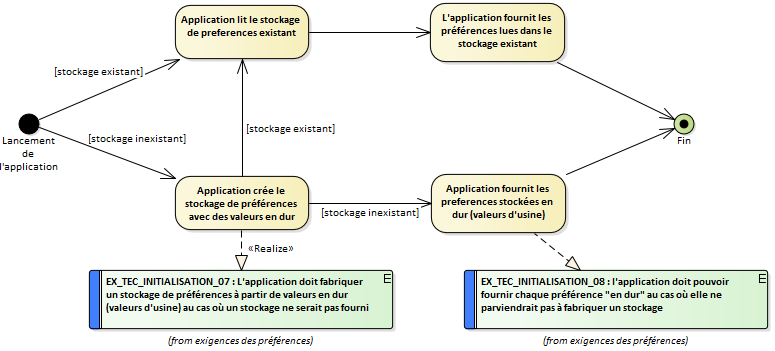 Application lit le stockage
de preferences existant
L'application fournit les
préférences lues dans le
stockage existant
[stockage existant]
Lancement
de
l'application
[stockage inexistant]
[stockage existant]
Fin
Application crée le
stockage de préférences
avec des valeurs en dur
[stockage inexistant]
Application fournit les
preferences stockées en
dur (valeurs d'usine)
«Realize»
EX_TEC_INITIALISATION_07 : L'application doit fabriquer
un stockage de préférences à partir de valeurs en dur
(valeurs d'usine) au cas où un stockage ne serait pas fourni
E
(from exigences des préférences)
EX_TEC_INITIALISATION_08 : l'application doit pouvoir
fournir chaque préférence "en dur" au cas où elle ne
parviendrait pas à fabriquer un stockage
E
(from exigences des préférences)